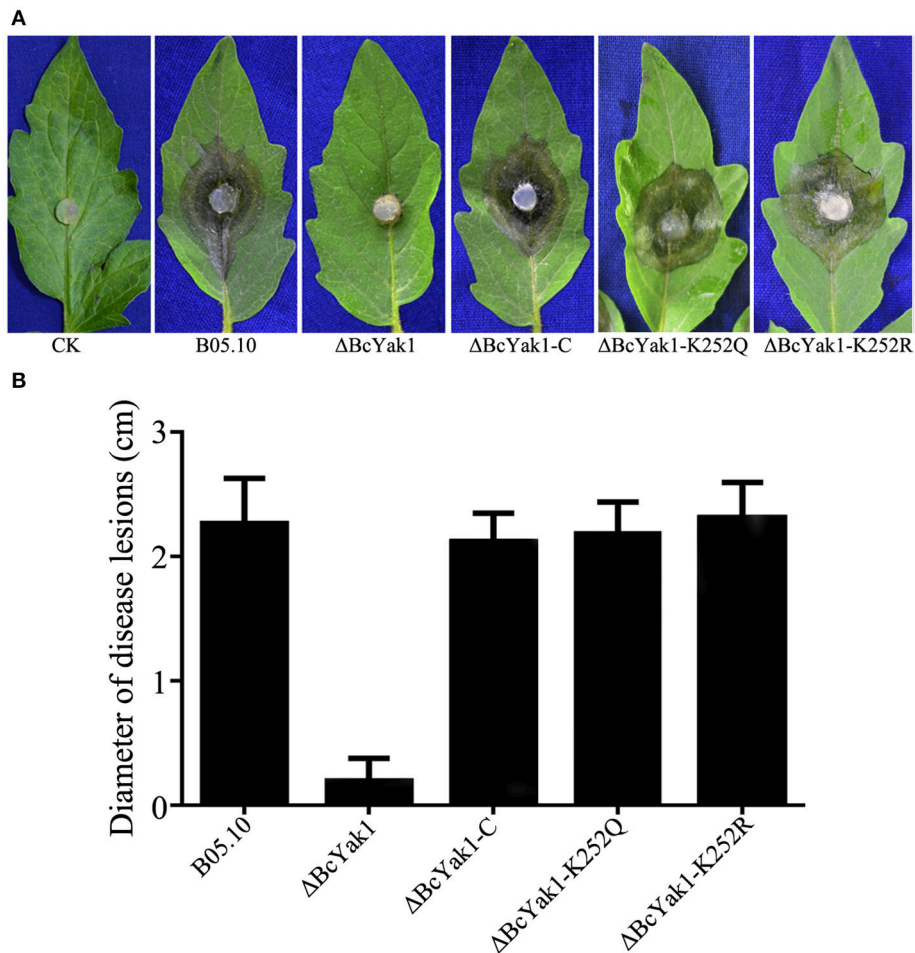 A
CK B05.10 ΔBcYak1 ΔBcYak1-C ΔBcYak1-K252Q ΔBcYak1-K252R
B
Diameter of disease lesions (cm)
3
2
1
0
B05.10
ΔBcYak1
ΔBcYak1-C
ΔBcYak1-K252Q
ΔBcYak1-K252R